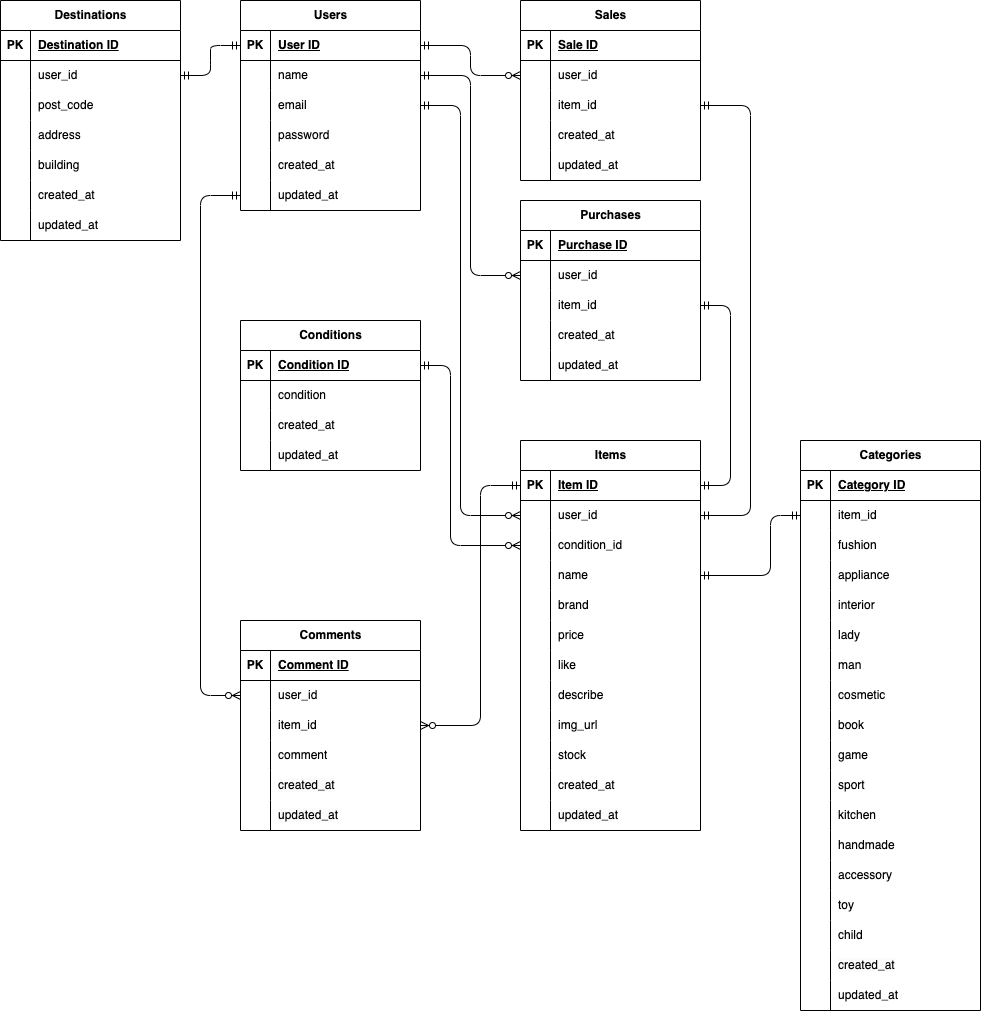 Destinations
PK Destination ID
user_id
post_code
address
building
created_at
updated_at
Users
PK User ID
name
email
password
created_at
updated_at
Sales
PK Sale ID
user_id
item_id
created_at
updated_at
Purchases
PK Purchase ID
user_id
item_id
created_at
updated_at
Conditions
PK Condition ID
condition
created_at
updated_at
Items
PK Item ID
user_id
condition_id
name
brand
price
like
describe
img_url
stock
created_at
updated_at
Categories
PK Category ID
item_id
fushion
appliance
interior
lady
man
cosmetic
book
game
sport
kitchen
handmade
accessory
toy
child
created_at
updated_at
Comments
PK Comment ID
user_id
item_id
comment
created_at
updated_at